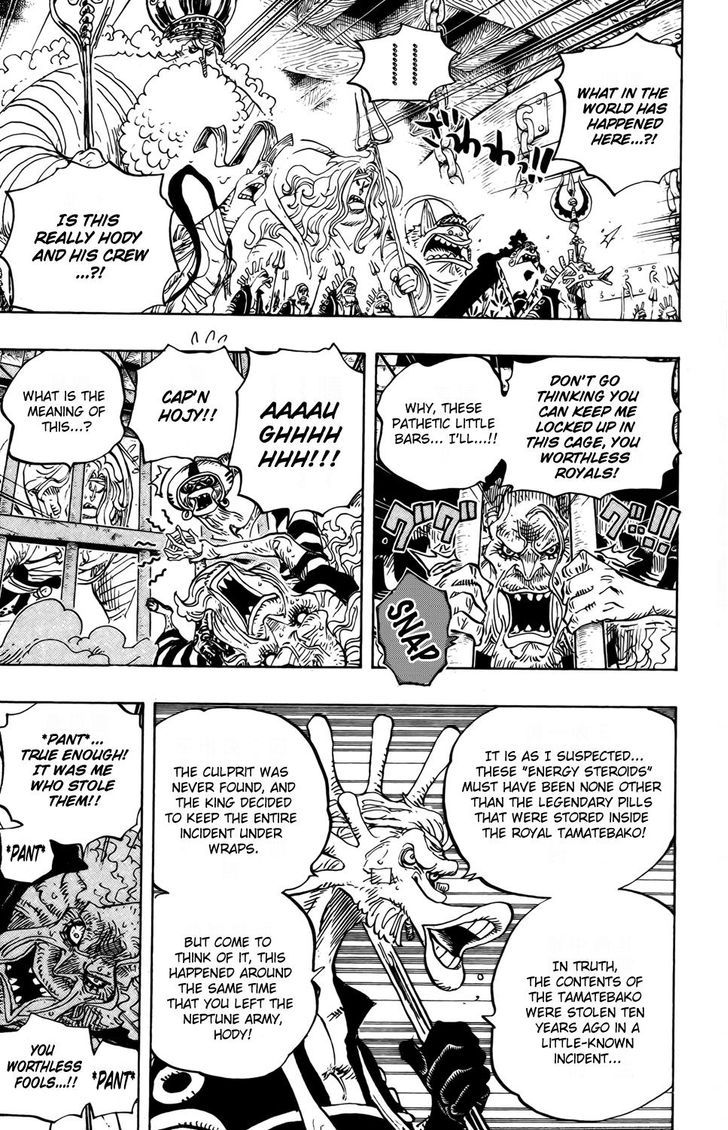 !!
WHAT IN THE
WORLD HAS
HAPPENED
HERE...?!
わわわっ!!
IS THIS
REALLY HODY
AND HIS CREW
...?!
DON'T GO
THINKING YOU
CAN KEEP ME
LOCKED UP IN
THIS CAGE, YOU
WORTHLESS
ROYALS!
WHY, THESE
PATHETIC LITTLE
BARS... I'LL...!!
グググ!!
SNAP
AAAAU
GHHHH
HHH!!!
CAP'N
HOJY!!
WHAT IS THE
MEANING OF
THIS...?
IT IS AS I
SUSPECTED...
THESE "ENERGY STEROIDS"
MUST HAVE BEEN NONE OTHER
THAN THE LEGENDARY PILLS
THAT WERE STORED INSIDE
THE ROYAL TAMATEBAKO!
IN TRUTH,
THE CONTENTS
OF THE
TAMATEBAKO
WERE STOLEN TEN
YEARS AGO IN A
LITTLE-KNOWN
INCIDENT...
THE CULPRIT WAS
NEVER FOUND, AND
THE KING DECIDED
TO KEEP THE ENTIRE
INCIDENT UNDER
WRAPS.
BUT COME TO
THINK OF IT, THIS
HAPPENED AROUND
THE SAME TIME
THAT YOU LEFT THE
NEPTUNE ARMY,
HODY!
*PANT*...
TRUE ENOUGH!
IT WAS ME
WHO STOLE
THEM!!
*PANT*
YOU
WORTHLESS
FOOLS...!!
*PANT*